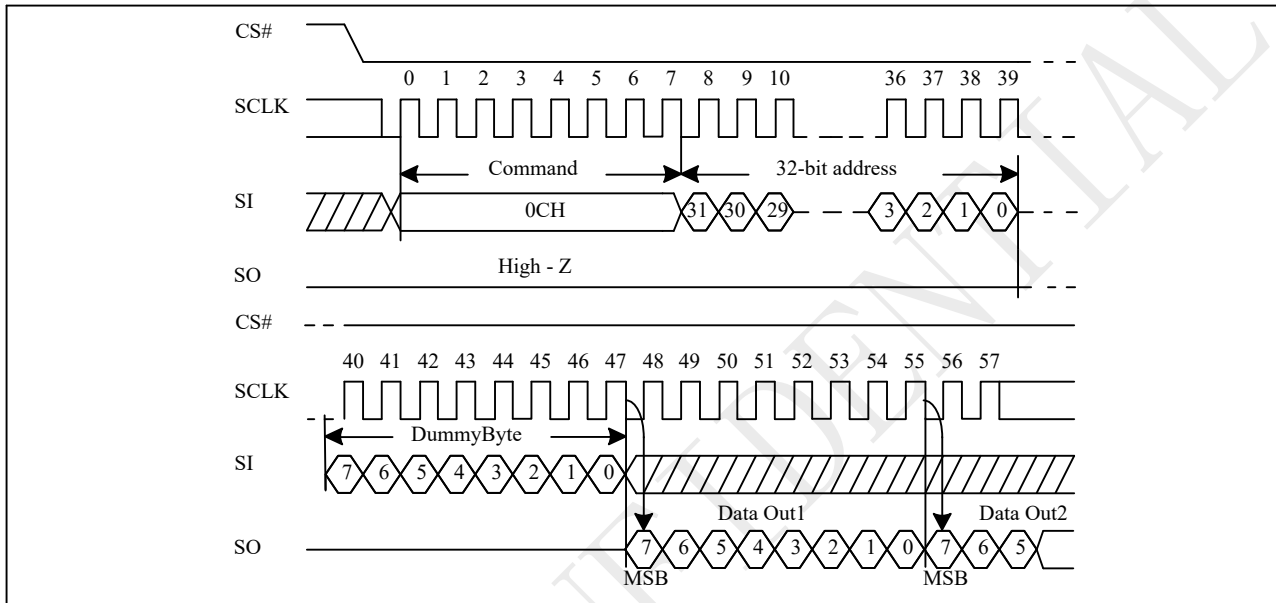 CS#
0 1 2 3 4 5 6 7 8 9 10 36 37 38 39
SCLK
Command 32-bit address
SI 0CH 31 30 29 3 2 1 0
High - Z
SO
CS#
40 41 42 43 44 45 46 47 48 49 50 51 52 53 54 55 56 57
SCLK
DummyByte
SI 7 6 5 4 3 2 1 0
Data Out1 Data Out2
SO 7 6 5 4 3 2 1 0 7 6 5
MSB MSB